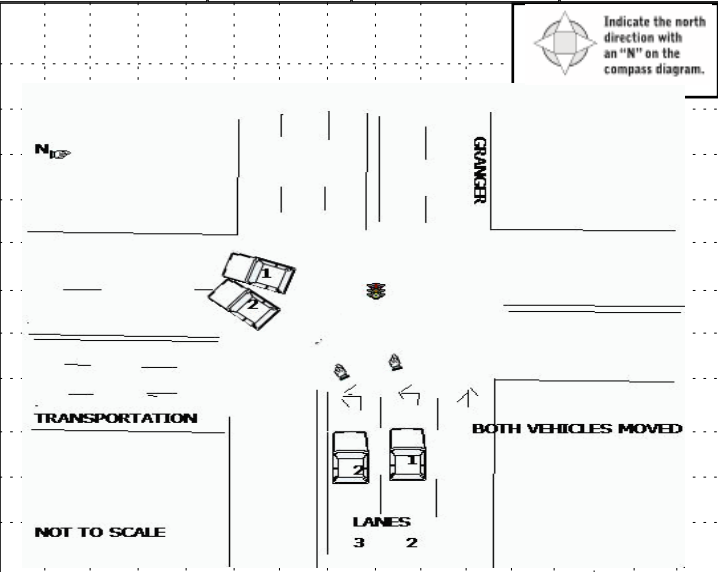 Indicate the north
direction with
an “N” on the
compass diagram.
N
GRANGER
1
2
TRANSPORTATION
BOTH VEHICLES MOVED
2
1
LANES
3 2
NOT TO SCALE